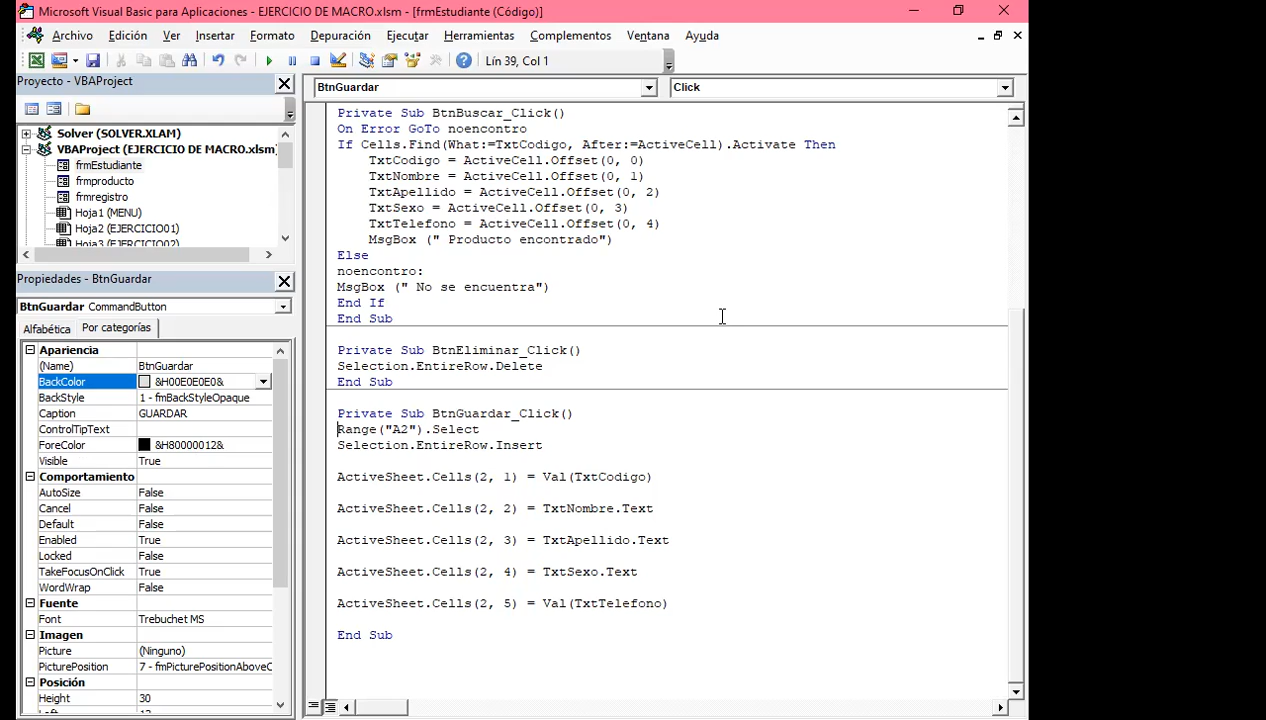 Microsoft Visual Basic para Aplicaciones - EJERCICIO DE MACRO.xlsm - [frmEstudiante (Código)]
Archivo Edición Ver Insertar Formato Depuración Ejecutar Herramientas Complementos Ventana Ayuda
Lín 39, Col 1
Proyecto - VBAProject
Solver (SOLVER.XLAM)
VBAProject (EJERCICIO DE MACRO.xlsm)
frmEstudiante
frmproducto
frmregistro
Hoja1 (MENU)
Hoja2 (EJERCICIO01)
Hoja3 (EJERCICIO02)
Propiedades - BtnGuardar
BtnGuardar CommandButton
Alfabética Por categorías
Apariencia
(Name) BtnGuardar
BackColor &H00E0E0E0&
BackStyle 1 - fmBackStyleOpaque
Caption GUARDAR
ControlTipText
ForeColor &H80000012&
Visible True
Comportamiento
AutoSize False
Cancel False
Default False
Enabled True
Locked False
TakeFocusOnClick True
WordWrap False
Fuente
Font Trebuchet MS
Imagen
Picture (Ninguno)
PicturePosition 7 - fmPicturePositionAboveC
Posición
Height 30
BtnGuardar Click
Private Sub BtnBuscar_Click()
On Error GoTo noencontro
If Cells.Find(What:=TxtCodigo, After:=ActiveCell).Activate Then
TxtCodigo = ActiveCell.Offset(0, 0)
TxtNombre = ActiveCell.Offset(0, 1)
TxtApellido = ActiveCell.Offset(0, 2)
TxtSexo = ActiveCell.Offset(0, 3)
TxtTelefono = ActiveCell.Offset(0, 4)
MsgBox (" Producto encontrado")
Else
noencontro:
MsgBox (" No se encuentra")
End If
End Sub
Private Sub BtnEliminar_Click()
Selection.EntireRow.Delete
End Sub
Private Sub BtnGuardar_Click()
Range("A2").Select
Selection.EntireRow.Insert
ActiveSheet.Cells(2, 1) = Val(TxtCodigo)
ActiveSheet.Cells(2, 2) = TxtNombre.Text
ActiveSheet.Cells(2, 3) = TxtApellido.Text
ActiveSheet.Cells(2, 4) = TxtSexo.Text
ActiveSheet.Cells(2, 5) = Val(TxtTelefono)
End Sub